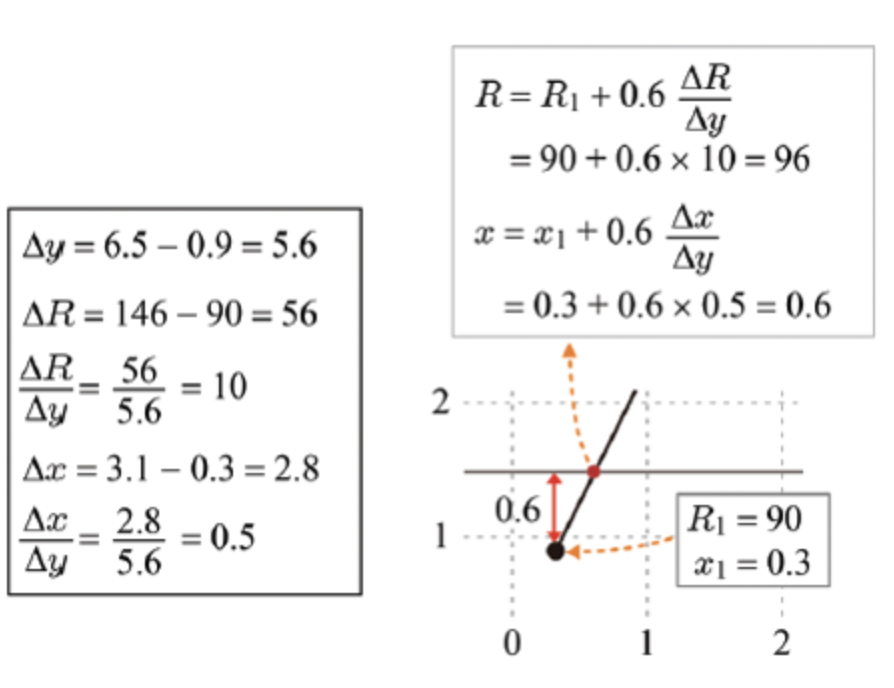 Δy = 6.5 − 0.9 = 5.6
ΔR = 146 − 90 = 56
ΔR/Δy = 56/5.6 = 10
Δx = 3.1 − 0.3 = 2.8
Δx/Δy = 2.8/5.6 = 0.5
R = R₁ + 0.6 ΔR/Δy
= 90 + 0.6 × 10 = 96
x = x₁ + 0.6 Δx/Δy
= 0.3 + 0.6 × 0.5 = 0.6
2
0.6
1
R₁ = 90
x₁ = 0.3
0 1 2